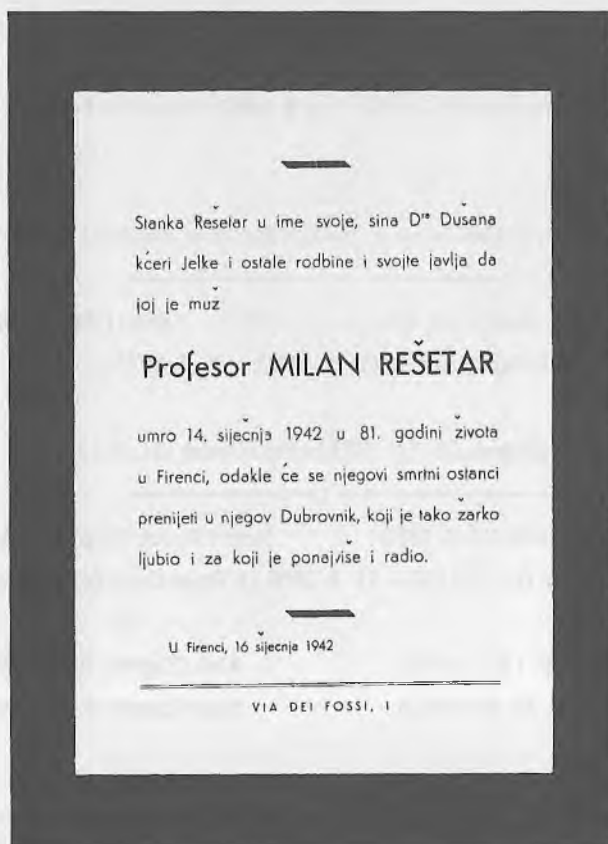 Stanka Rešetar u ime svoje, sina Dra Dušana
kćeri Jelke i ostale rodbine i svojte javlja da
joj je muž
Profesor MILAN REŠETAR
umro 14. siječnja 1942 u 81. godini života
u Firenci, odakle će se njegovi smrtni ostanci
prenijeti u njegov Dubrovnik, koji je tako žarko
ljubio i za koji je ponajviše i radio.
U Firenci, 16 siječnja 1942
VIA DEI FOSSI, 1